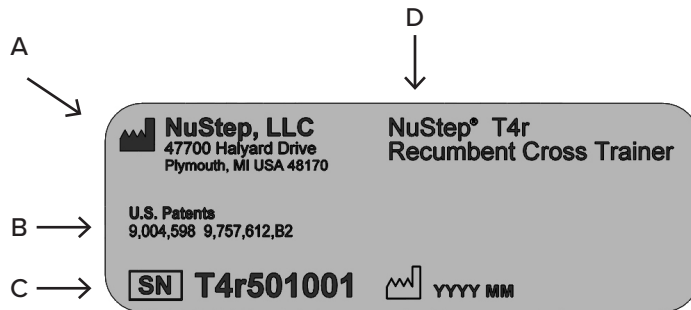 D
A
NuStep, LLC
47700 Halyard Drive
Plymouth, MI USA 48170
NuStep® T4r
Recumbent Cross Trainer
U.S. Patents
B
9,004,598 9,757,612,B2
C
SN T4r501001
YYYY MM